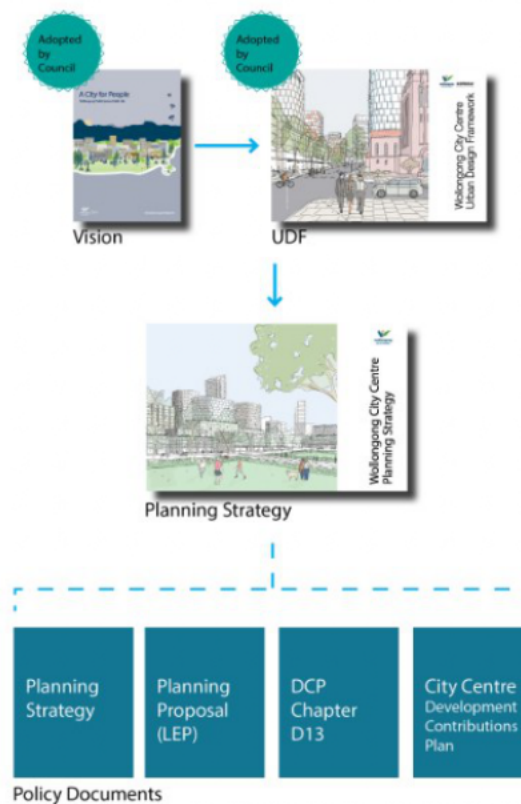 Adopted
by
Council
Adopted
by
Council
A City for People
Vision
Wollongong City Centre
Urban Design Framework
UDF
Wollongong City Centre
Planning Strategy
Planning Strategy
Planning
Strategy
Planning
Proposal
(LEP)
DCP
Chapter
D13
City Centre
Development
Contributions
Plan
Policy Documents